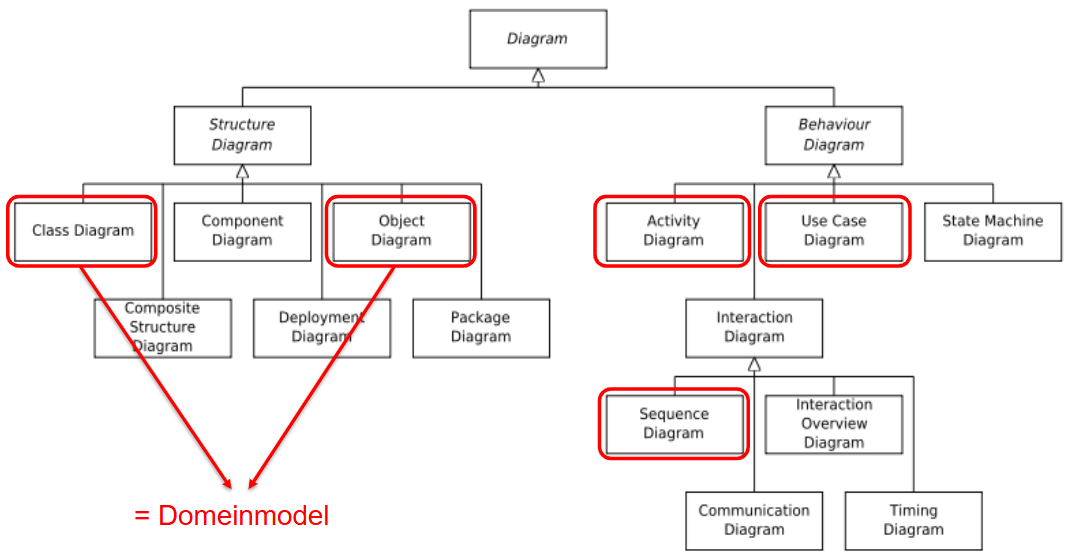 Diagram
Structure
Diagram
Behaviour
Diagram
Class Diagram
Component
Diagram
Object
Diagram
Activity
Diagram
Use Case
Diagram
State Machine
Diagram
Composite
Structure
Diagram
Deployment
Diagram
Package
Diagram
Interaction
Diagram
Sequence
Diagram
Interaction
Overview
Diagram
Communication
Diagram
Timing
Diagram
= Domeinmodel